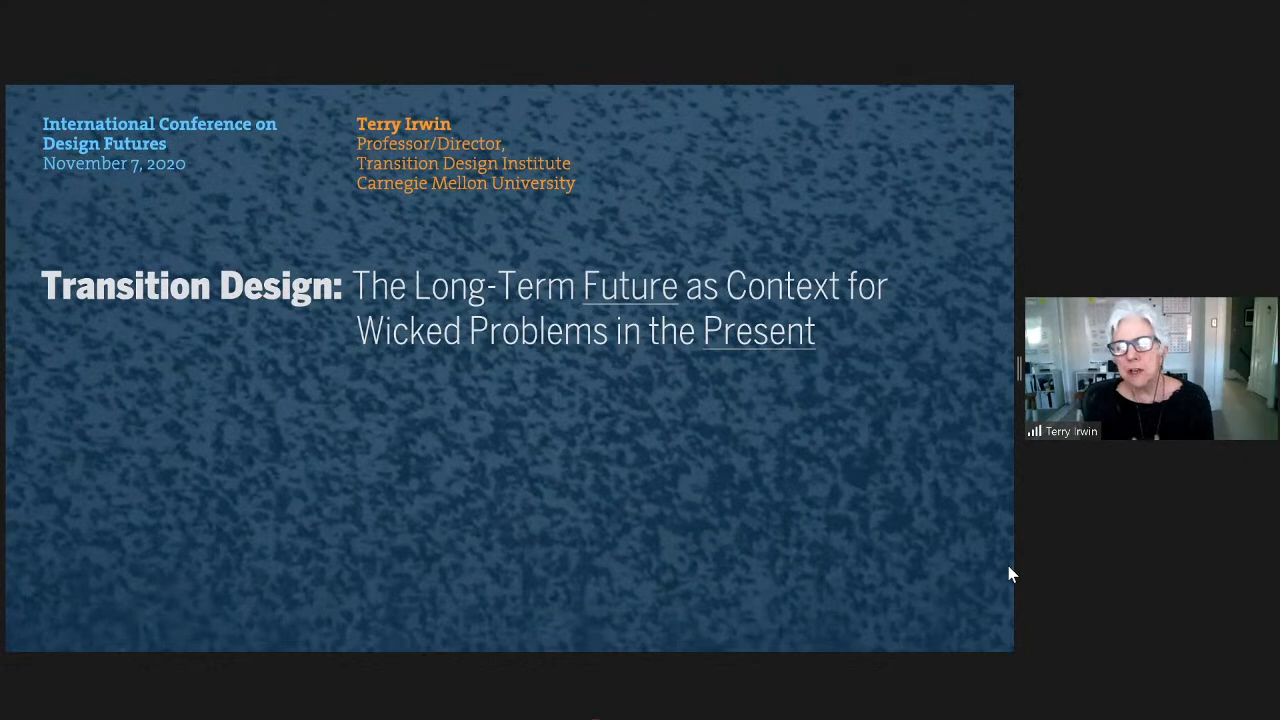 International Conference on
Design Futures
November 7, 2020
Terry Irwin
Professor/Director,
Transition Design Institute
Carnegie Mellon University
Transition Design: The Long-Term Future as Context for
Wicked Problems in the Present
Terry Irwin